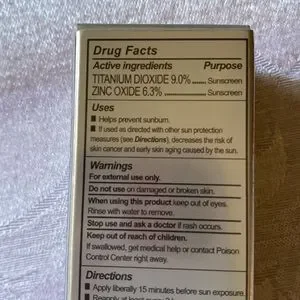 Drug Facts
Active ingredients Purpose
TITANIUM DIOXIDE 9.0% ....... Sunscreen
ZINC OXIDE 6.3% ....... Sunscreen
Uses
■ Helps prevent sunburn.
■ If used as directed with other sun protection
measures (see Directions), decreases the risk of
skin cancer and early skin aging caused by the sun.
Warnings
For external use only.
Do not use on damaged or broken skin.
When using this product keep out of eyes.
Rinse with water to remove.
Stop use and ask a doctor if rash occurs.
Keep out of reach of children.
If swallowed, get medical help or contact Poison
Control Center right away.
Directions
■ Apply liberally 15 minutes before sun exposure.
■ Reapply at least